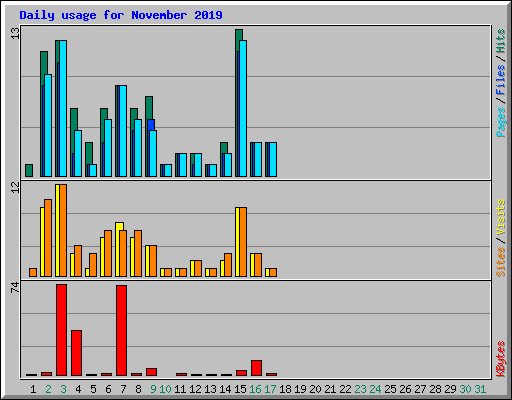 Daily usage for November 2019
13
Pages / Files / Hits
12
Sites / Visits
74
KBytes
1 2 3 4 5 6 7 8 9 10 11 12 13 14 15 16 17 18 19 20 21 22 23 24 25 26 27 28 29 30 31